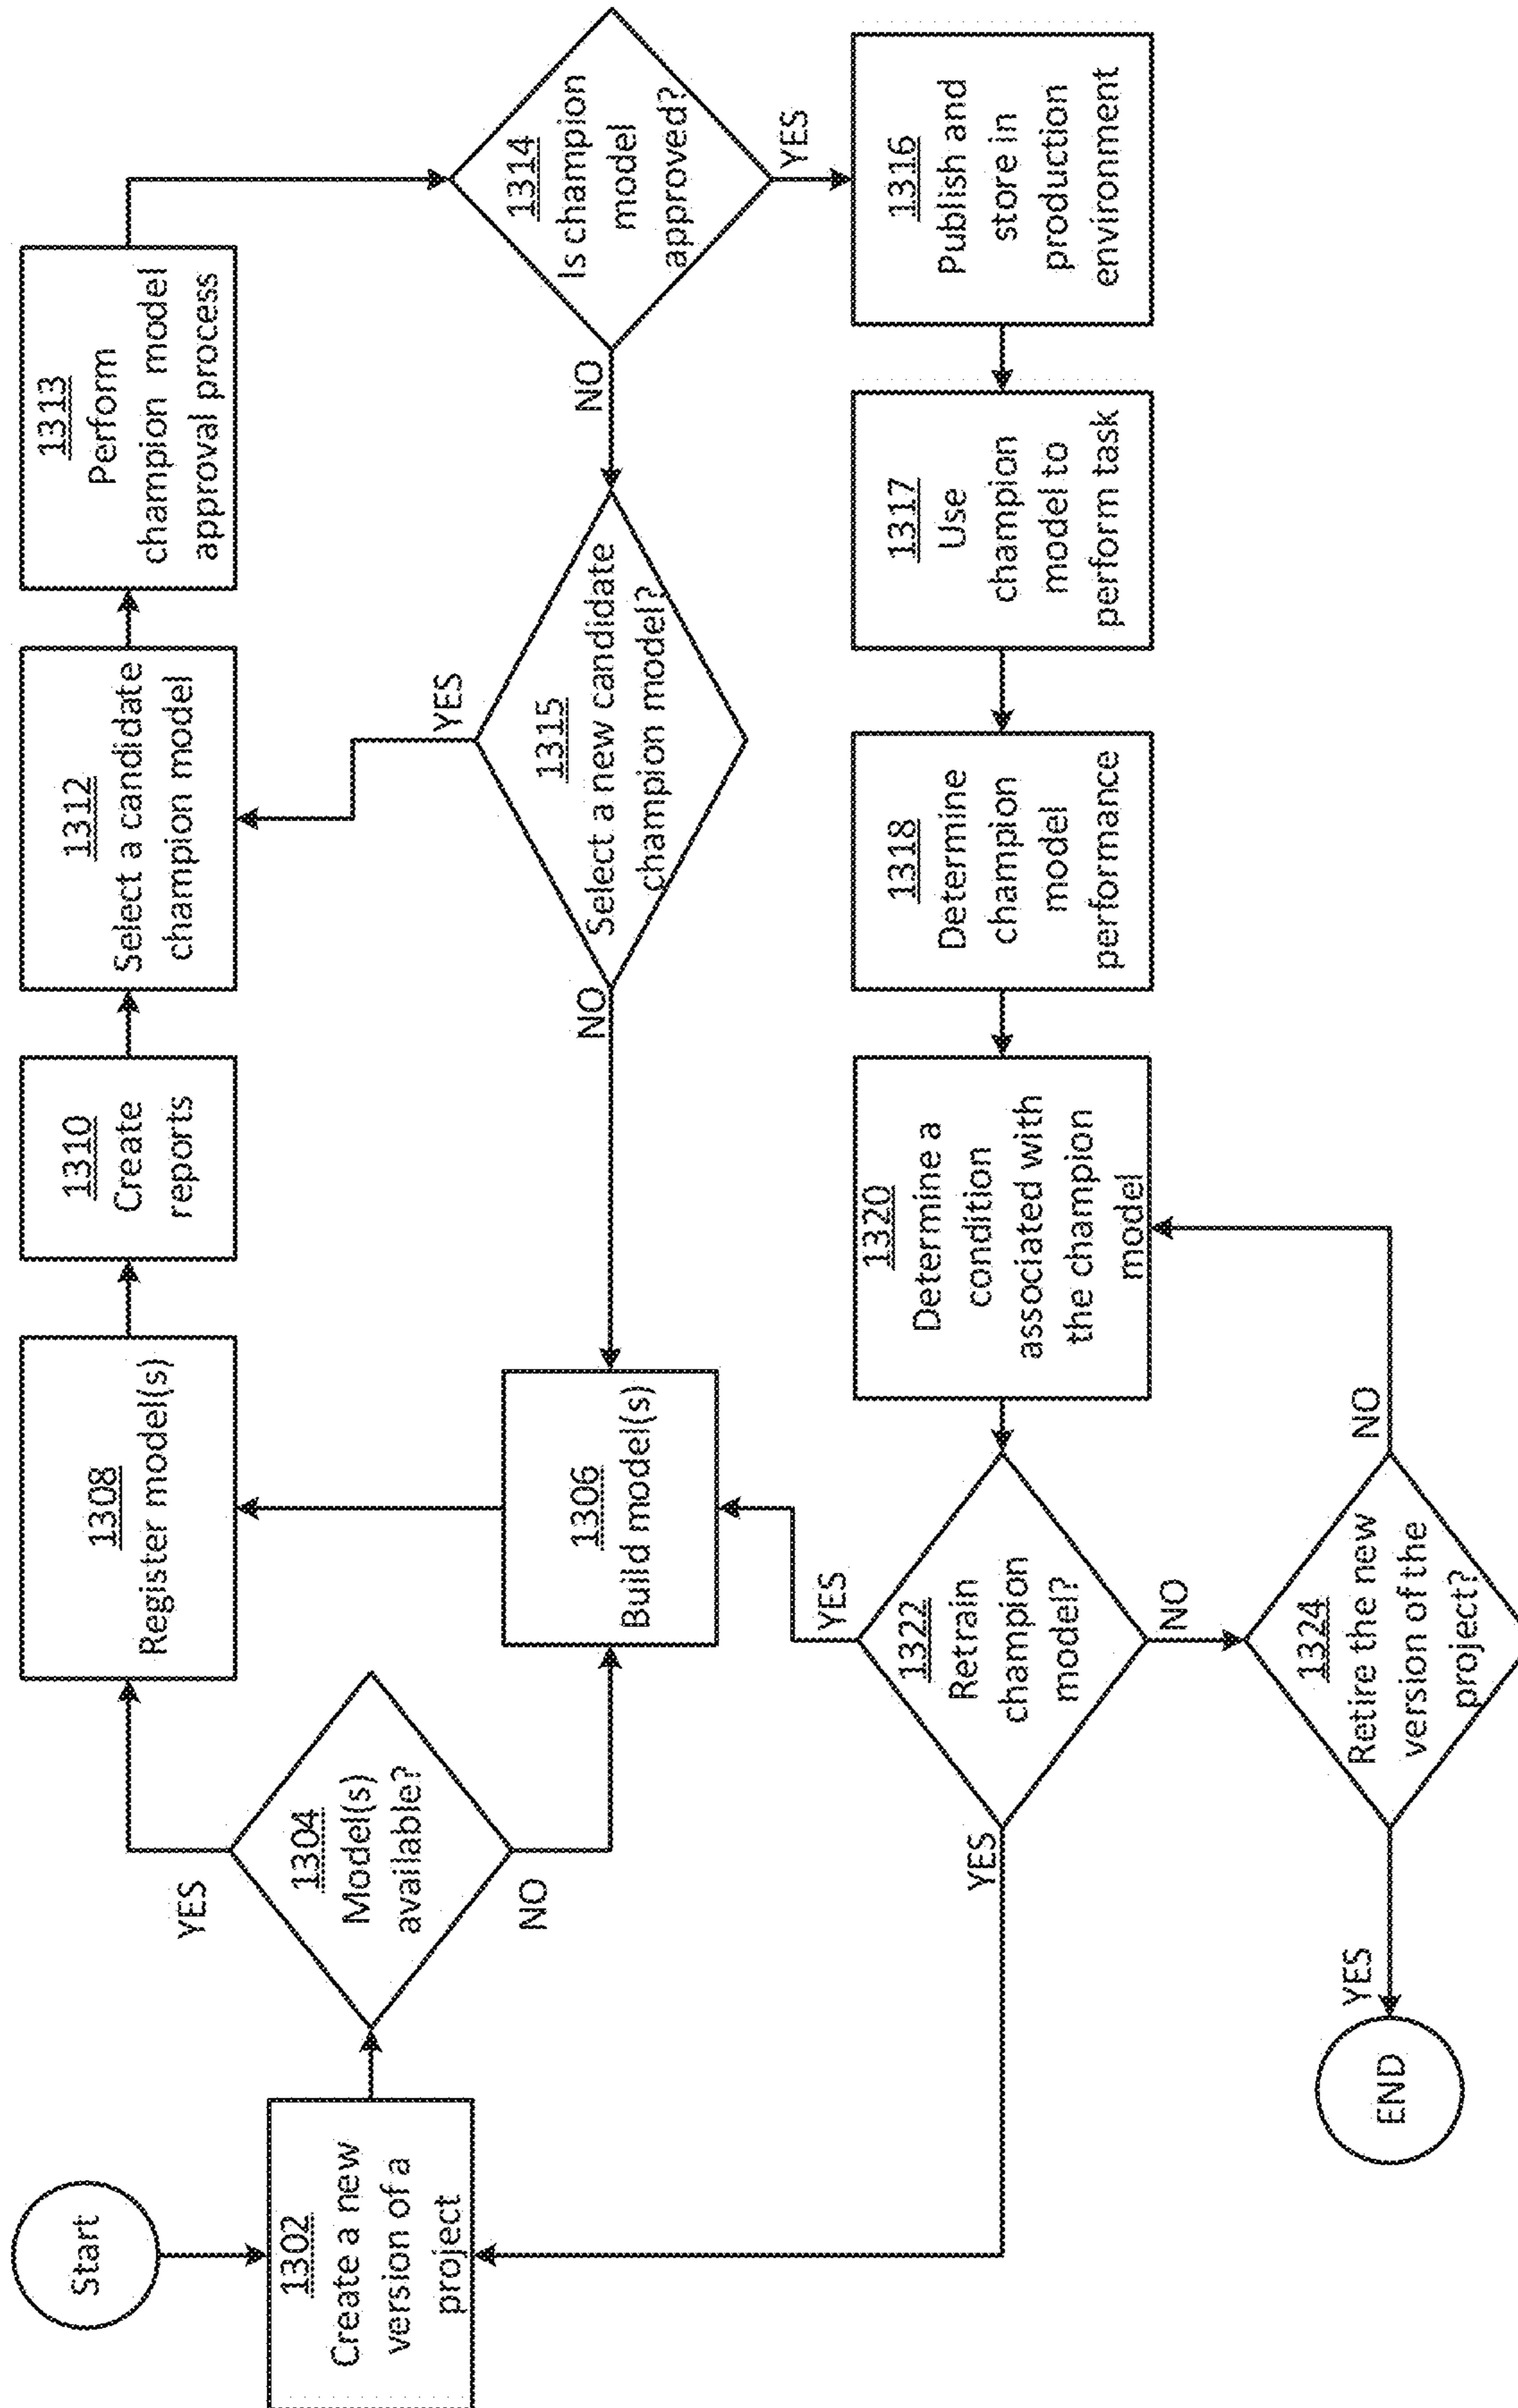 Start
1302
Create a new
version of a
project
1304
Model(s)
available?
YES
NO
1308
Register model(s)
1306
Build model(s)
1310
Create
reports
1312
Select a candidate
champion model
1313
Perform
champion model
approval process
1314
Is champion
model
approved?
NO
YES
1315
Select a new candidate
champion model?
YES
NO
1316
Publish and
store in
production
environment
1317
Use
champion
model to
perform task
1318
Determine
champion
model
performance
1320
Determine a
condition
associated with
the champion
model
1322
Retrain
champion
model?
YES
YES
NO
1324
Retire the new
version of the
project?
NO
YES
END